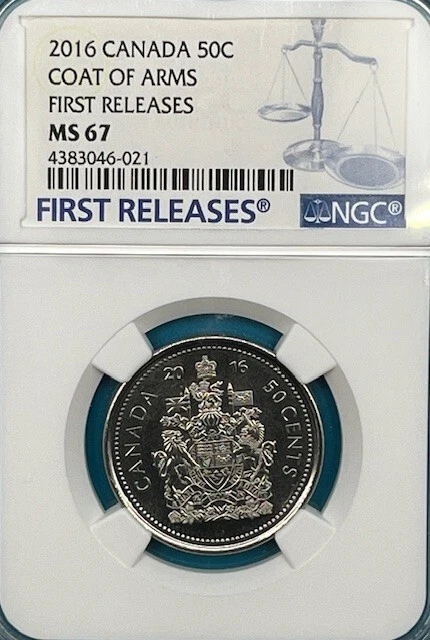 2016 CANADA 50C
COAT OF ARMS
FIRST RELEASES
MS 67
4383046-021
FIRST RELEASES®
NGC®
20 16
CANADA
50 CENTS